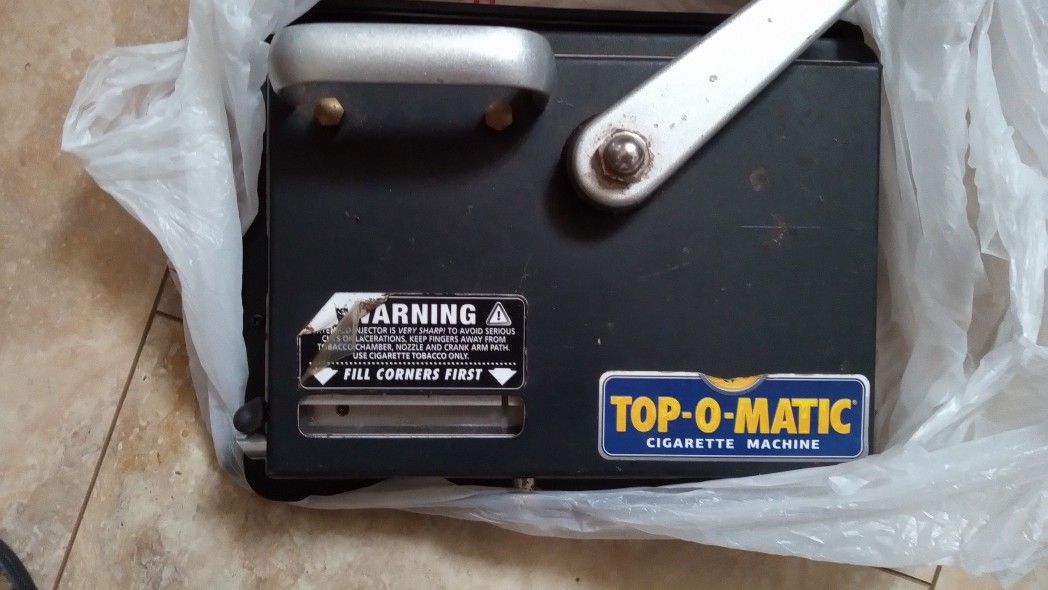 WARNING
INJECTOR IS VERY SHARP! TO AVOID SERIOUS
CUTS OR LACERATIONS, KEEP FINGERS AWAY FROM
TOBACCO CHAMBER, NOZZLE AND CRANK ARM PATH.
USE CIGARETTE TOBACCO ONLY.
FILL CORNERS FIRST
TOP-O-MATIC®
CIGARETTE MACHINE